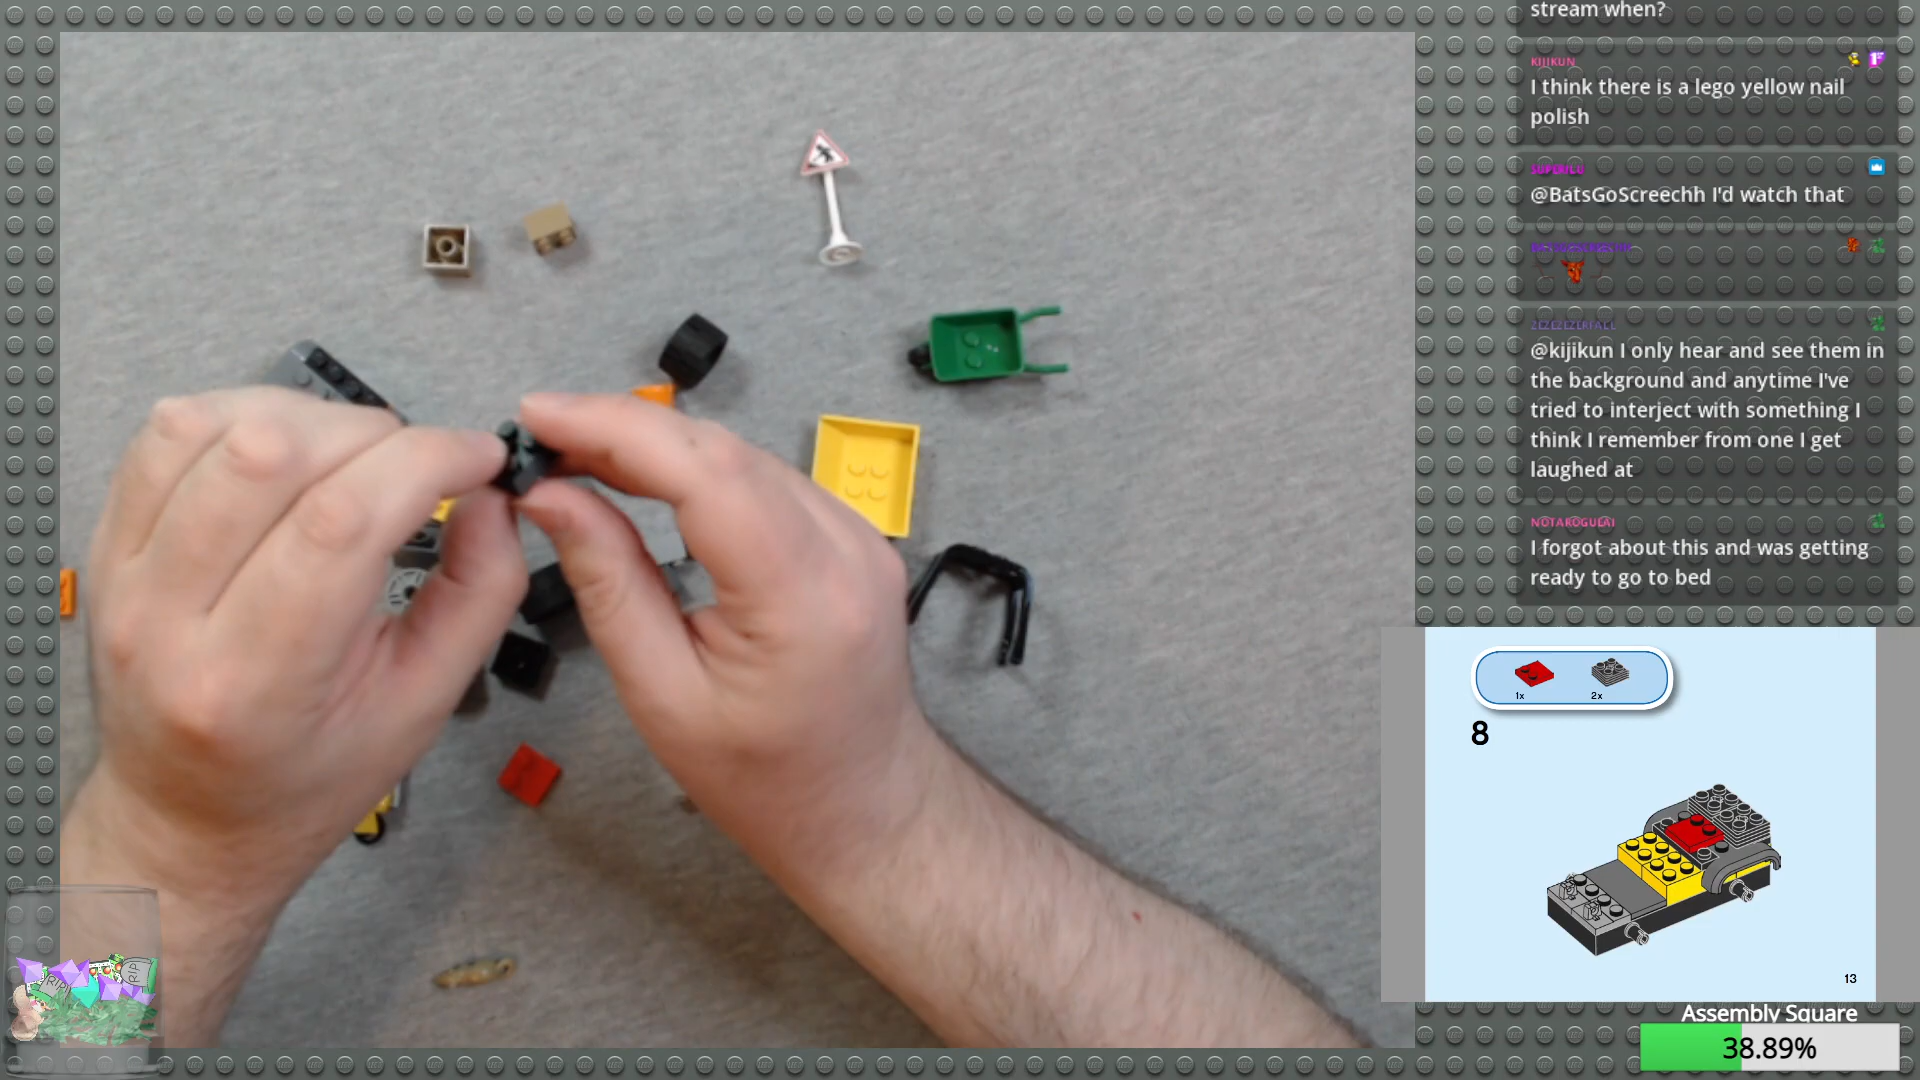 stream when?
KIJIKUN
I think there is a lego yellow nail
polish
SUPERILU
@BatsGoScreechh I'd watch that
@kijikun I only hear and see them in
the background and anytime I've
tried to interject with something I
think I remember from one I get
laughed at
NOTAROGUEAI
I forgot about this and was getting
ready to go to bed
1x
2x
8
13
Assembly Square
38.89%
RIP
RIP